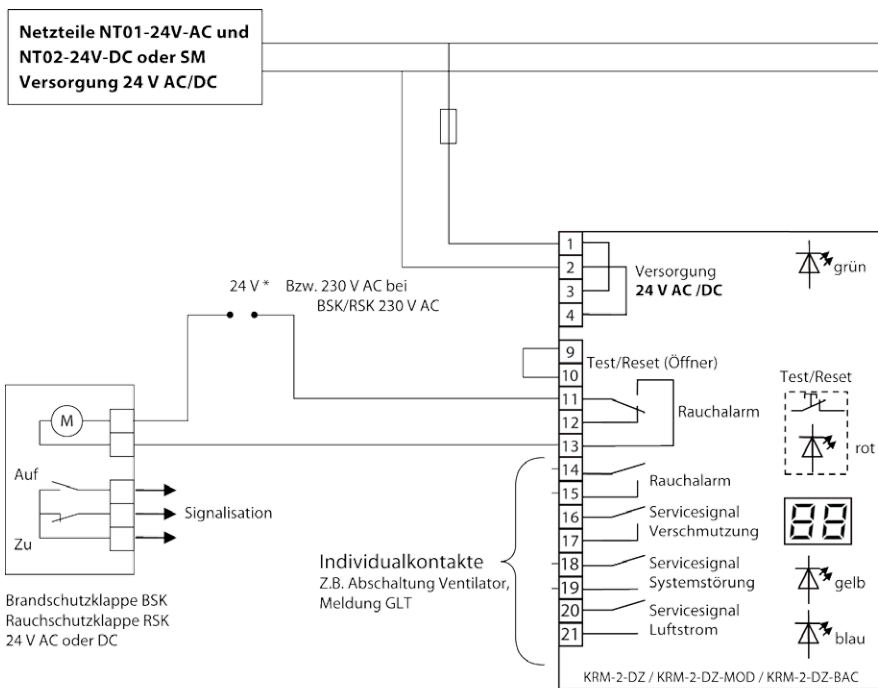 Netzteile NT01-24V-AC und
NT02-24V-DC oder SM
Versorgung 24 V AC/DC
1
2
3
4
Versorgung
24 V AC /DC
grün
24 V *
Bzw. 230 V AC bei
BSK/RSK 230 V AC
9
10
11
12
13
Test/Reset (Öffner)
Rauchalarm
Test/Reset
rot
M
Auf
Zu
Signalisation
14
15
16
17
18
19
20
21
Rauchalarm
Servicesignal
Verschmutzung
88
Servicesignal
Systemstörung
gelb
Servicesignal
Luftstrom
blau
Individualkontakte
Z.B. Abschaltung Ventilator,
Meldung GLT
Brandschutzklappe BSK
Rauchschutzklappe RSK
24 V AC oder DC
KRM-2-DZ / KRM-2-DZ-MOD / KRM-2-DZ-BAC